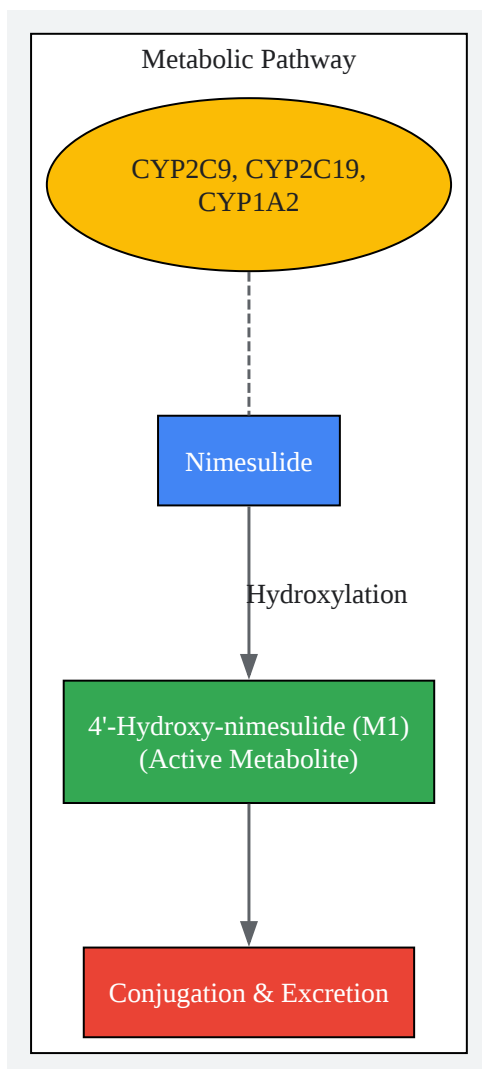 Metabolic Pathway
CYP2C9, CYP2C19,
CYP1A2
Nimesulide
Hydroxylation
4'-Hydroxy-nimesulide (M1)
(Active Metabolite)
Conjugation & Excretion